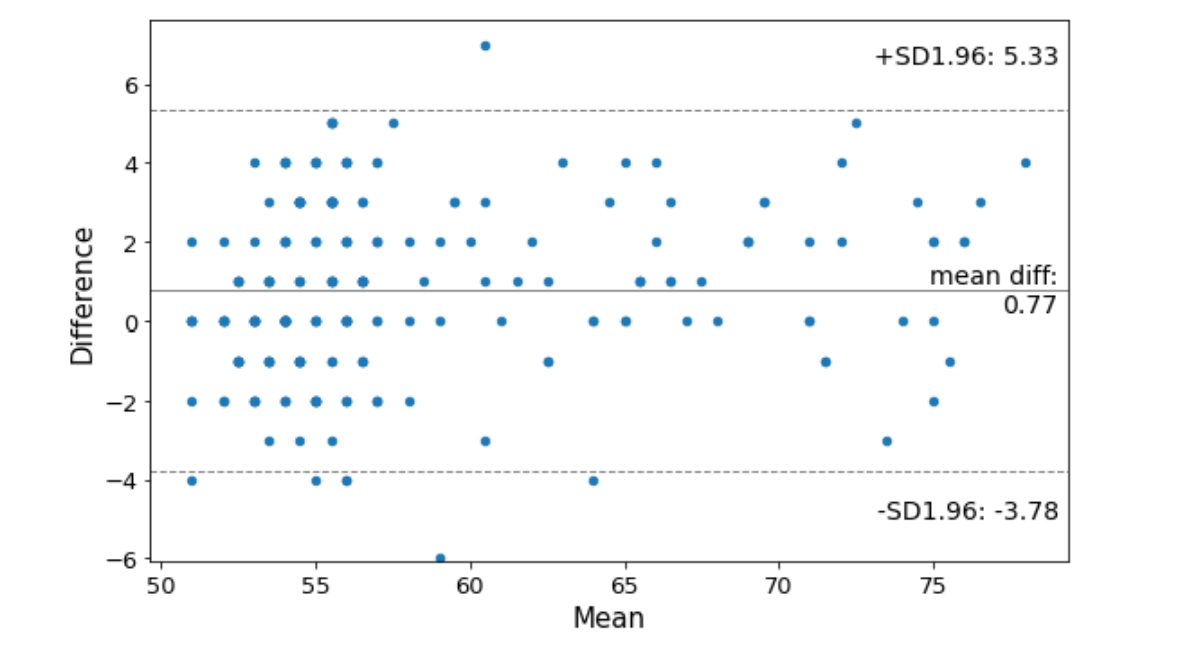 +SD1.96: 5.33
6
4
2
0
−2
−4
−6
Difference
mean diff:
0.77
-SD1.96: -3.78
50 55 60 65 70 75
Mean